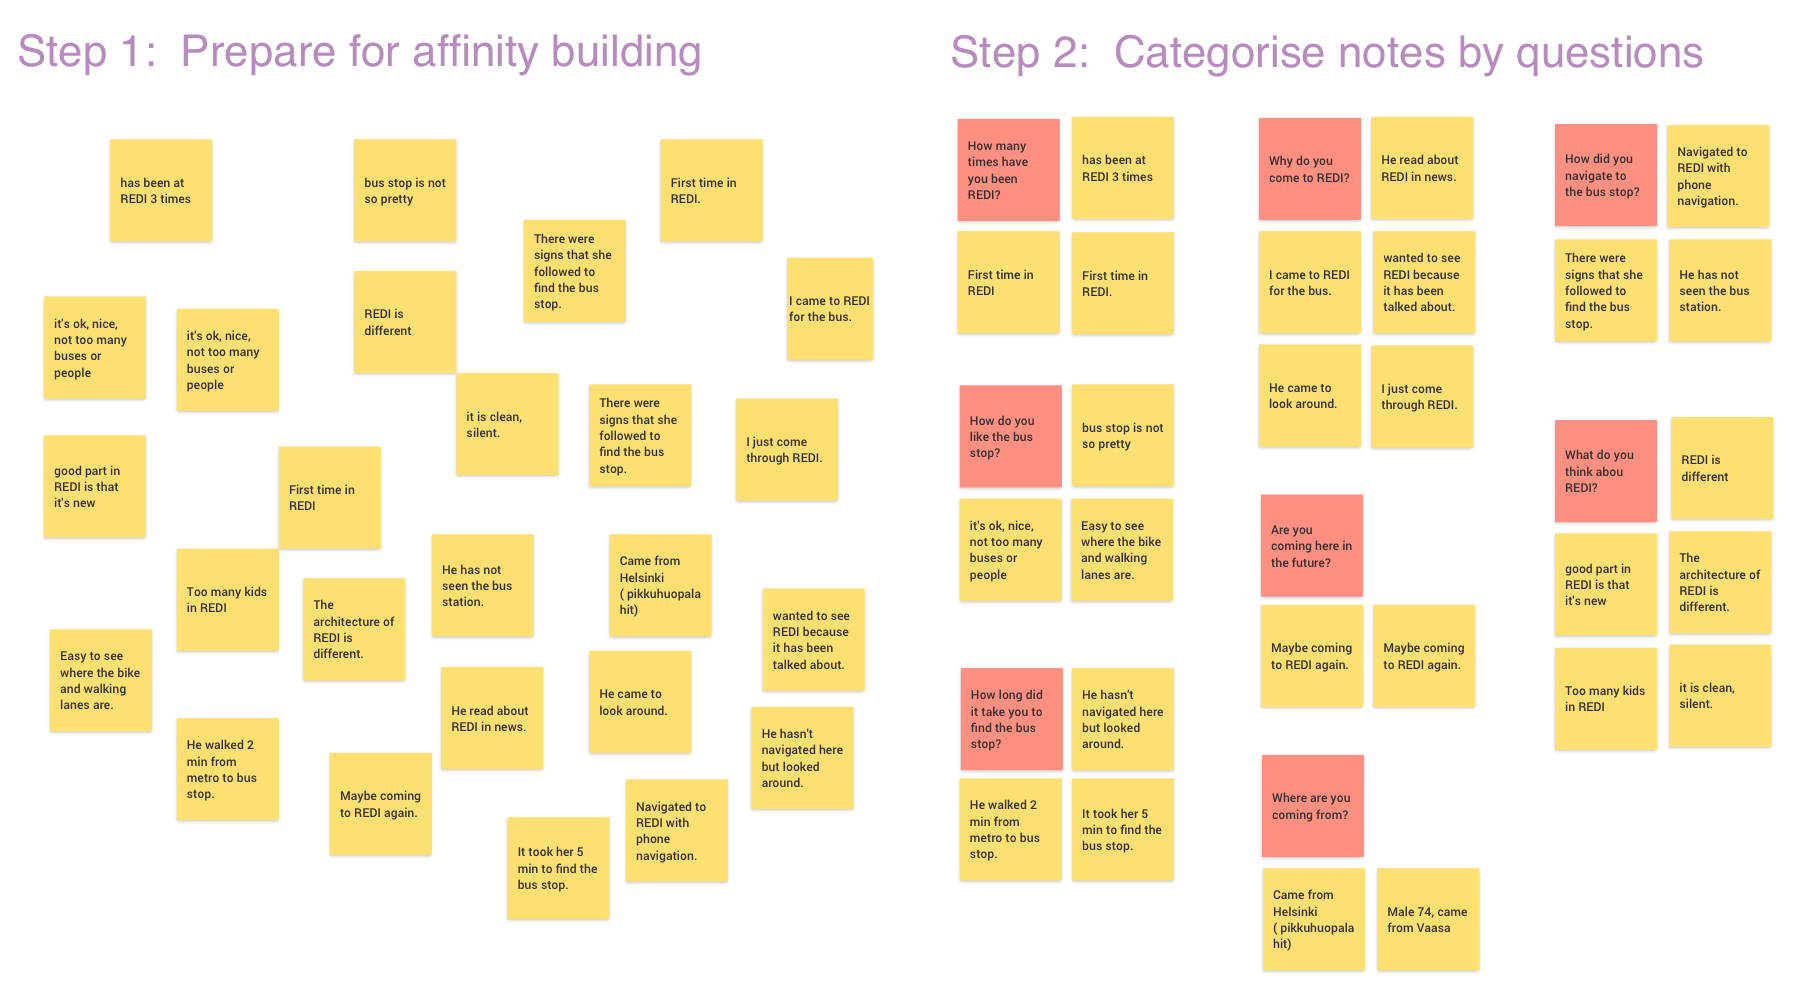 Step 1:  Prepare for affinity building
has been at
REDI 3 times
bus stop is not
so pretty
First time in
REDI.
There were
signs that she
followed to
find the bus
stop.
I came to REDI
for the bus.
REDI is
different
it's ok, nice,
not too many
buses or
people
it's ok, nice,
not too many
buses or
people
it is clean,
silent.
There were
signs that she
followed to
find the bus
stop.
I just come
through REDI.
good part in
REDI is that
it's new
First time in
REDI
Too many kids
in REDI
The
architecture of
REDI is
different.
He has not
seen the bus
station.
Came from
Helsinki
( pikkuhuopala
hit)
wanted to see
REDI because
it has been
talked about.
Easy to see
where the bike
and walking
lanes are.
He read about
REDI in news.
He came to
look around.
He hasn't
navigated here
but looked
around.
He walked 2
min from
metro to bus
stop.
Maybe coming
to REDI again.
Navigated to
REDI with
phone
navigation.
It took her 5
min to find the
bus stop.
Step 2:  Categorise notes by questions
How many
times have
you been
REDI?
has been at
REDI 3 times
First time in
REDI
First time in
REDI.
How do you
like the bus
stop?
bus stop is not
so pretty
it's ok, nice,
not too many
buses or
people
Easy to see
where the bike
and walking
lanes are.
How long did
it take you to
find the bus
stop?
He hasn't
navigated here
but looked
around.
He walked 2
min from
metro to bus
stop.
It took her 5
min to find the
bus stop.
Why do you
come to REDI?
He read about
REDI in news.
I came to REDI
for the bus.
wanted to see
REDI because
it has been
talked about.
He came to
look around.
I just come
through REDI.
Are you
coming here in
the future?
Maybe coming
to REDI again.
Maybe coming
to REDI again.
Where are you
coming from?
Came from
Helsinki
( pikkuhuopala
hit)
Male 74, came
from Vaasa
How did you
navigate to
the bus stop?
Navigated to
REDI with
phone
navigation.
There were
signs that she
followed to
find the bus
stop.
He has not
seen the bus
station.
What do you
think abou
REDI?
REDI is
different
good part in
REDI is that
it's new
The
architecture of
REDI is
different.
Too many kids
in REDI
it is clean,
silent.